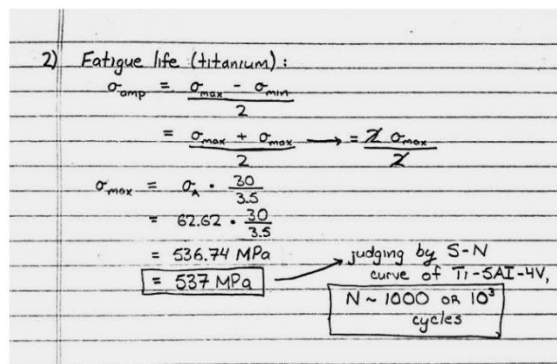 2) Fatigue life (titanium):
σamp = σmax - σmin / 2
= σmax + σmax / 2 → = 2 σmax / 2
σmax = σA · 30 / 3.5
= 62.62 · 30 / 3.5
= 536.74 MPa
= 537 MPa
judging by S-N
curve of Ti-5Al-4V,
N ~ 1000 or 10³
cycles